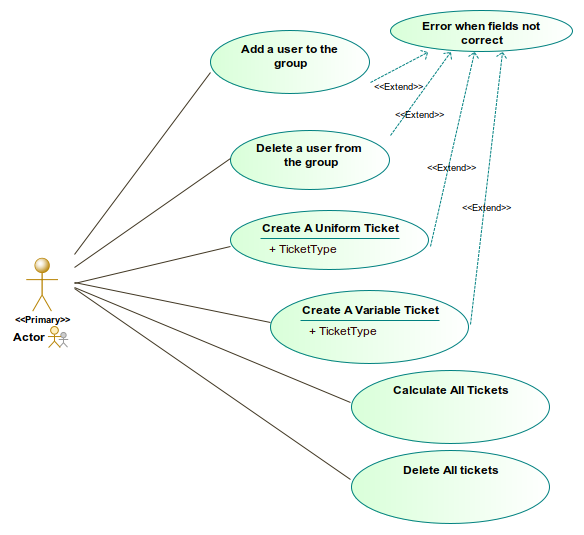 Error when fields not
correct
Add a user to the
group
<<Extend>>
<<Extend>>
Delete a user from
the group
<<Extend>>
<<Extend>>
Create A Uniform Ticket
+ TicketType
Create A Variable Ticket
+ TicketType
<<Primary>>
Actor
Calculate All Tickets
Delete All tickets